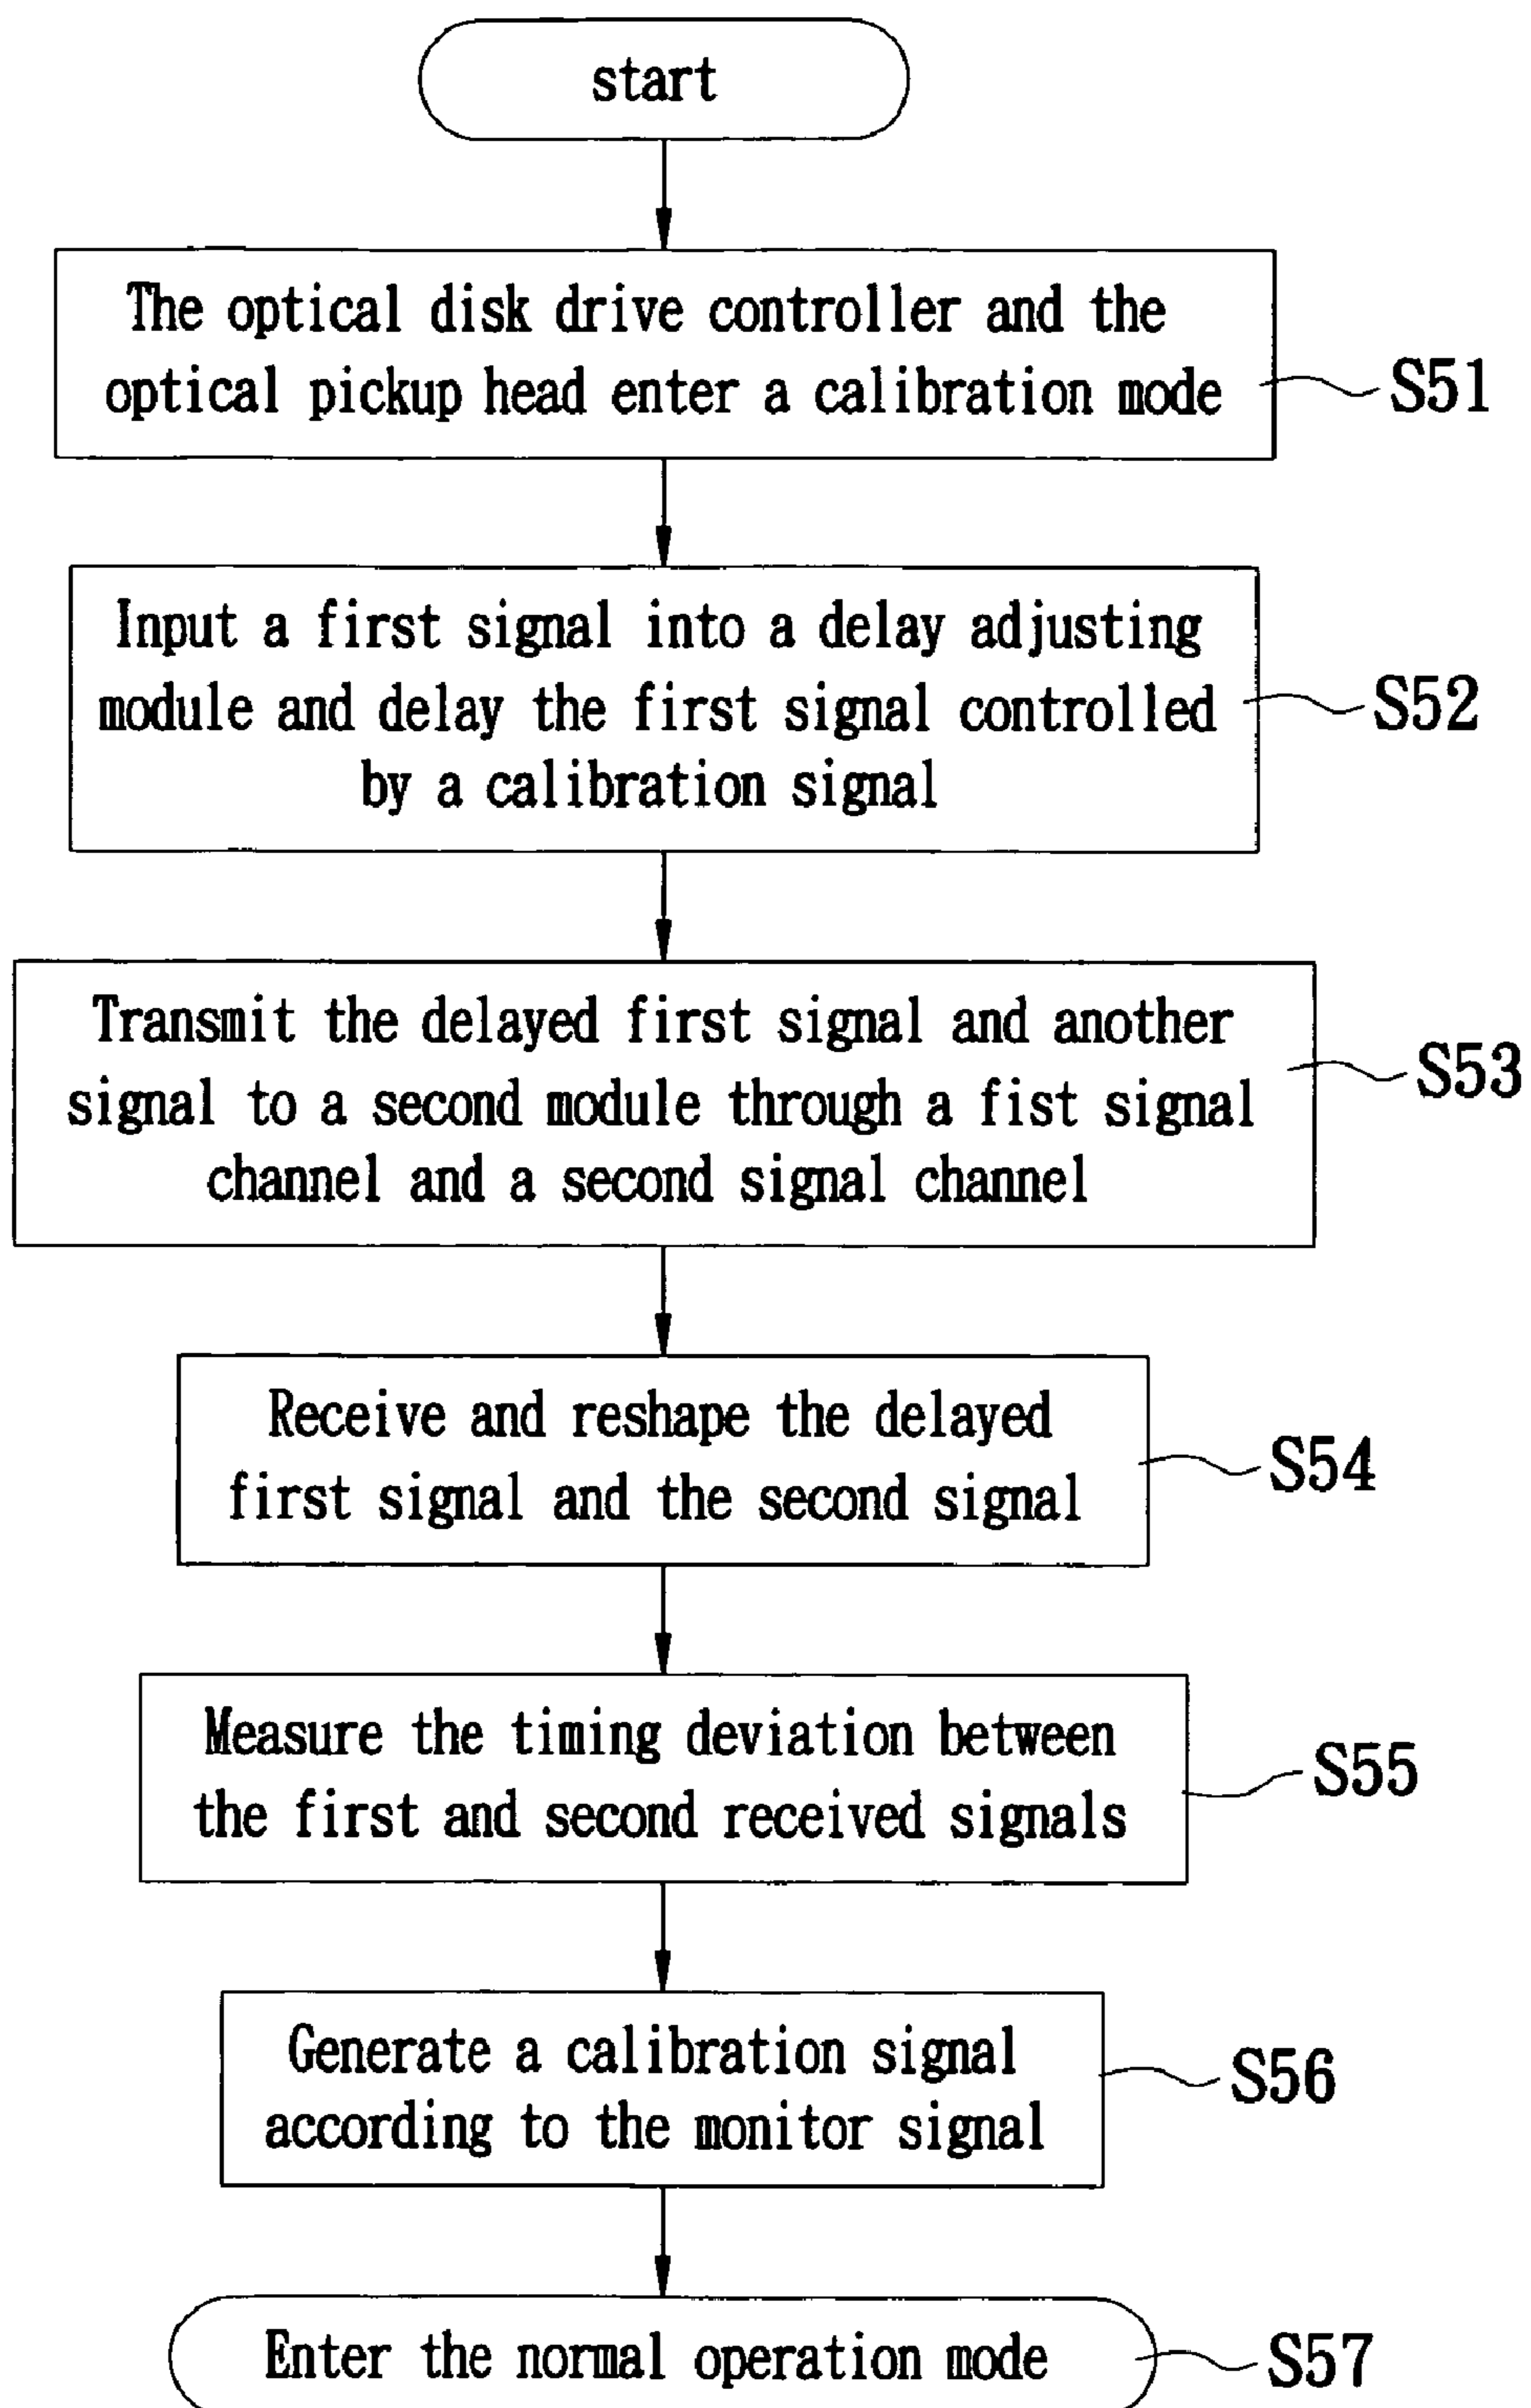 start
The optical disk drive controller and the
optical pickup head enter a calibration mode
S51
Input a first signal into a delay adjusting
module and delay the first signal controlled
by a calibration signal
S52
Transmit the delayed first signal and another
signal to a second module through a fist signal
channel and a second signal channel
S53
Receive and reshape the delayed
first signal and the second signal
S54
Measure the timing deviation between
the first and second received signals
S55
Generate a calibration signal
according to the monitor signal
S56
Enter the normal operation mode
S57